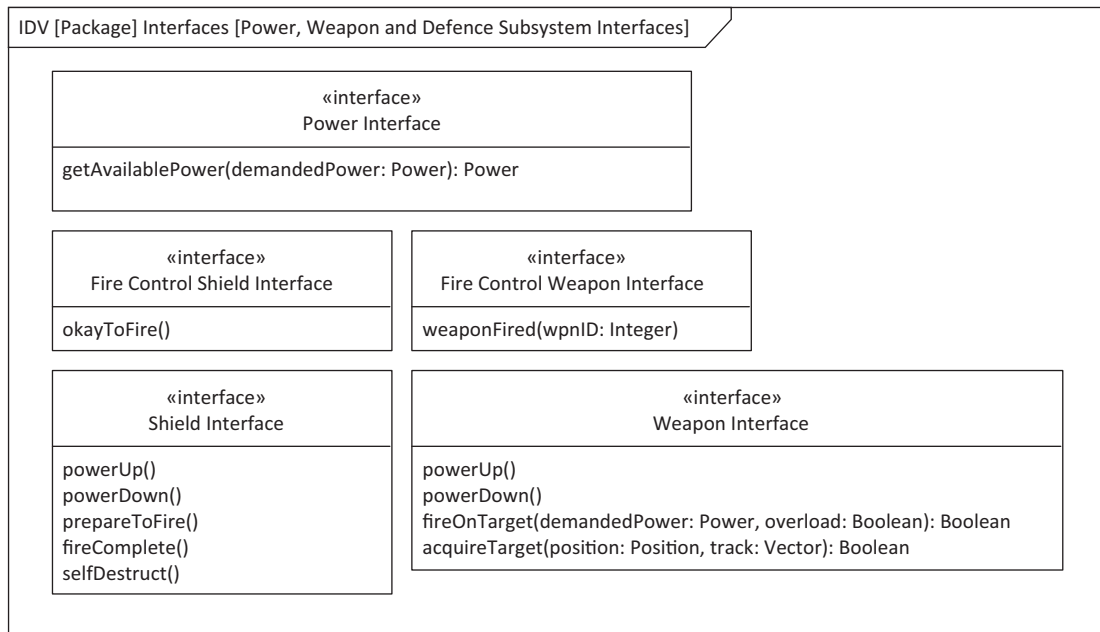 IDV [Package] Interfaces [Power, Weapon and Defence Subsystem Interfaces]
«interface»
Power Interface
getAvailablePower(demandedPower: Power): Power
«interface»
Fire Control Shield Interface
okayToFire()
«interface»
Fire Control Weapon Interface
weaponFired(wpnID: Integer)
«interface»
Shield Interface
powerUp()
powerDown()
prepareToFire()
fireComplete()
selfDestruct()
«interface»
Weapon Interface
powerUp()
powerDown()
fireOnTarget(demandedPower: Power, overload: Boolean): Boolean
acquireTarget(position: Position, track: Vector): Boolean